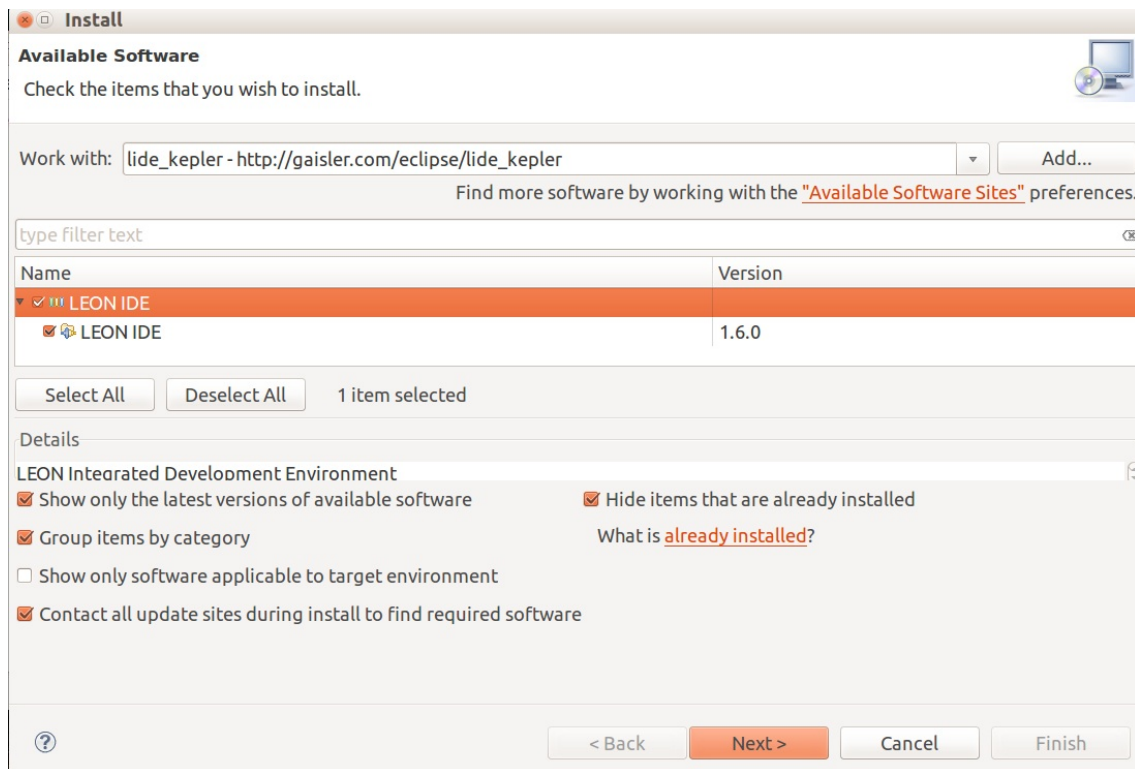 Install
Available Software
Check the items that you wish to install.
Work with: lide_kepler - http://gaisler.com/eclipse/lide_kepler Add...
Find more software by working with the "Available Software Sites" preferences.
type filter text
Name Version
LEON IDE
LEON IDE 1.6.0
Select All Deselect All 1 item selected
Details
LEON Integrated Development Environment
Show only the latest versions of available software Hide items that are already installed
Group items by category What is already installed?
Show only software applicable to target environment
Contact all update sites during install to find required software
? < Back Next > Cancel Finish